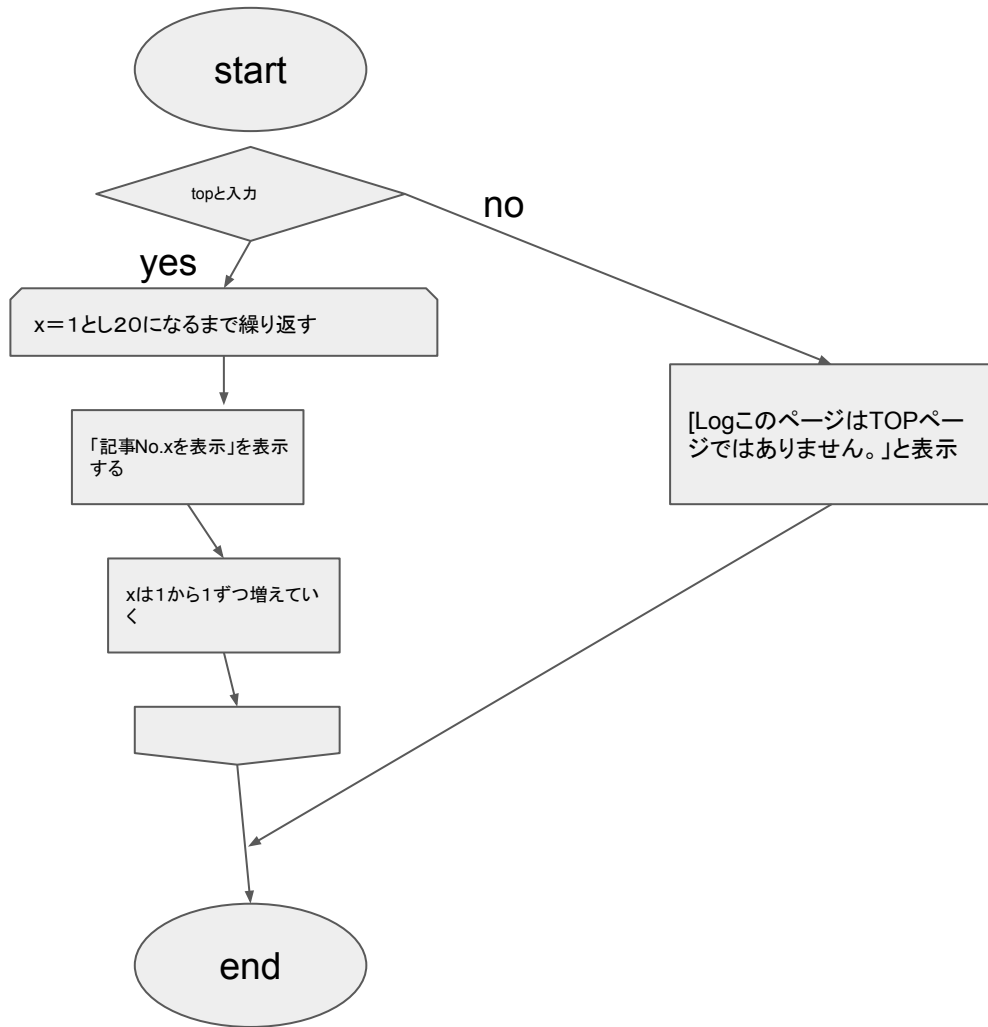 start
topと入力
no
yes
x＝１とし２０になるまで繰り返す
「記事No.xを表示」を表示
する
[LogこのページはTOPペー
ジではありません。」と表示
xは１から１ずつ増えてい
く
end